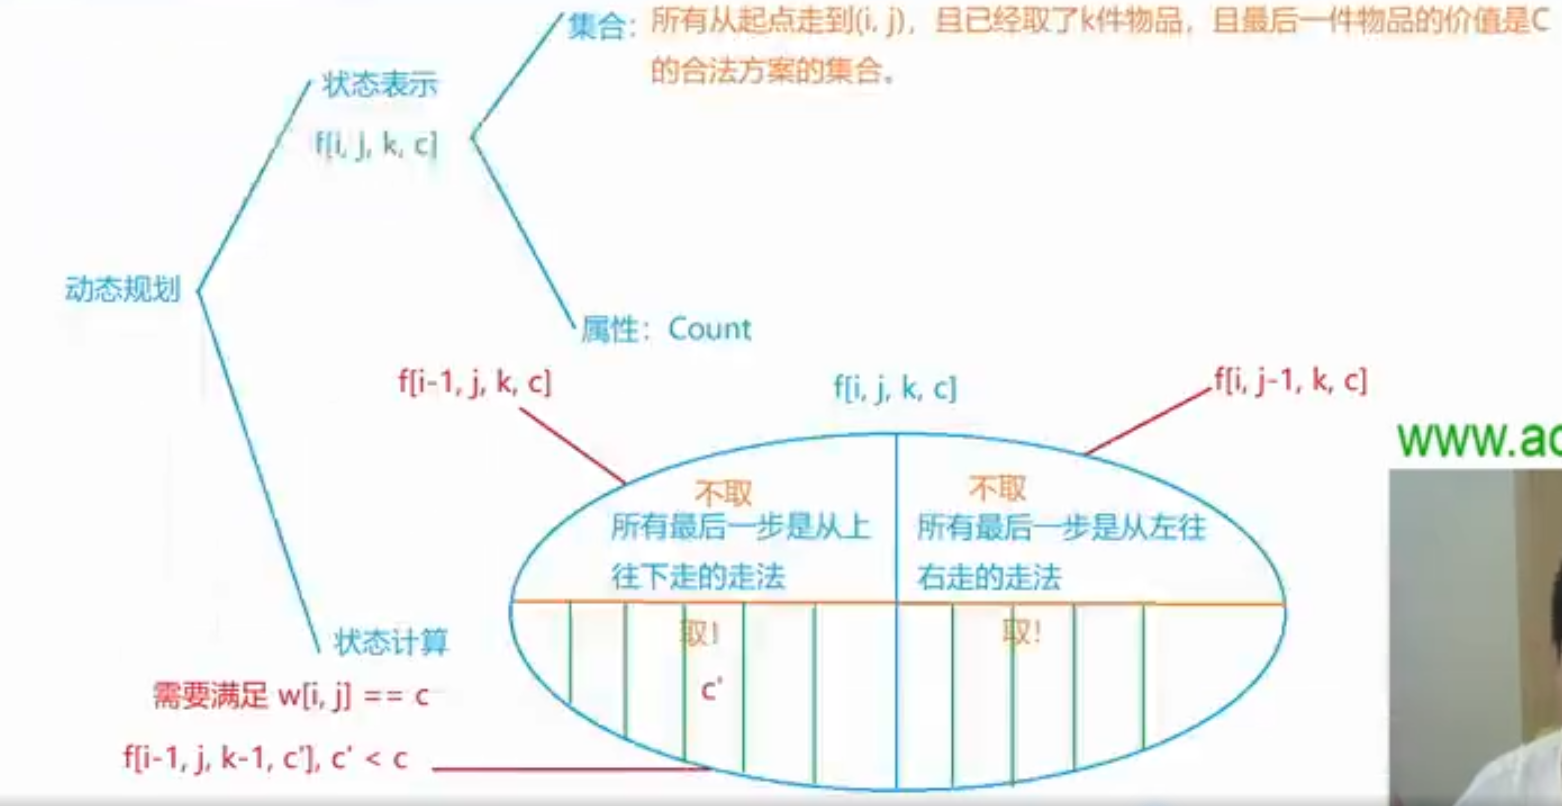 集合：所有从起点走到(i, j)，且已经取了k件物品，且最后一件物品的价值是C
的合法方案的集合。
状态表示
f[i, j, k, c]
动态规划
属性：Count
f[i-1, j, k, c]
f[i, j, k, c]
f[i, j-1, k, c]
www.ac
不取
所有最后一步是从上
往下走的走法
不取
所有最后一步是从左往
右走的走法
取！
c'
取！
状态计算
需要满足 w[i, j] == c
f[i-1, j, k-1, c'], c' < c